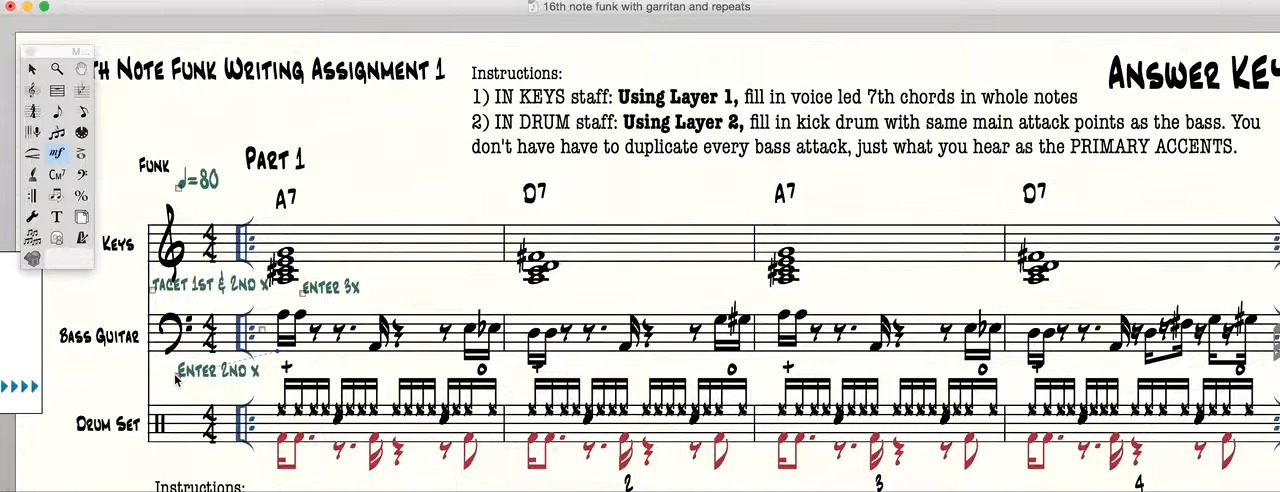 16th note funk with garritan and repeats
M...
th Note Funk Writing Assignment 1
Instructions:
1) IN KEYS staff: Using Layer 1, fill in voice led 7th chords in whole notes
2) IN DRUM staff: Using Layer 2, fill in kick drum with same main attack points as the bass. You
don't have have to duplicate every bass attack, just what you hear as the PRIMARY ACCENTS.
Answer Key
Funk
♩=80
Part 1
A7 D7 A7 D7
Keys
Tacet 1st & 2nd x Enter 3x
Bass Guitar
Enter 2nd x
Drum Set
Instructions:
2 3 4
mf
CM7
T
%